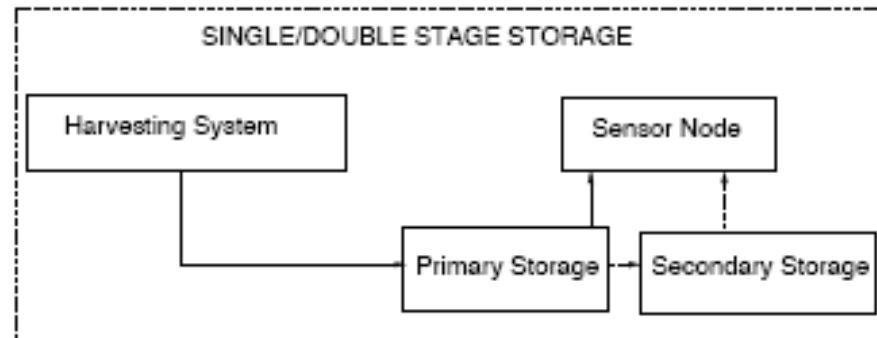 SINGLE/DOUBLE STAGE STORAGE
Harvesting System
Sensor Node
Primary Storage
Secondary Storage